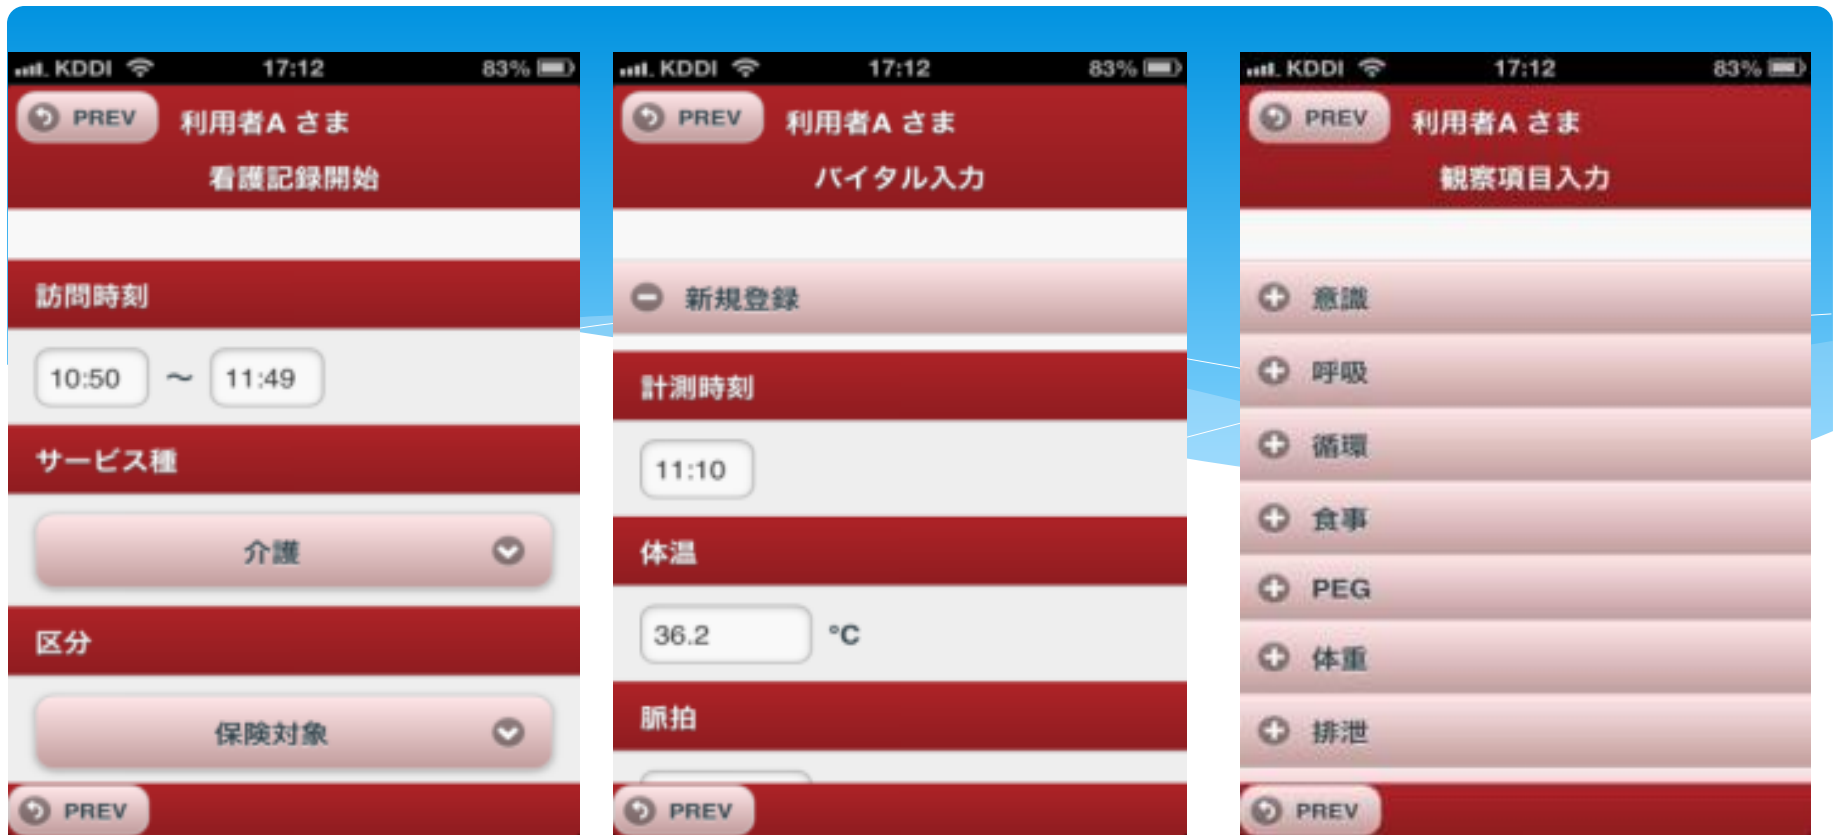 KDDI 17:12 83%
PREV 利用者A さま
看護記録開始
訪問時刻
10:50 ～ 11:49
サービス種
介護
区分
保険対象
PREV
KDDI 17:12 83%
PREV 利用者A さま
バイタル入力
新規登録
計測時刻
11:10
体温
36.2 °C
脈拍
PREV
KDDI 17:12 83%
PREV 利用者A さま
観察項目入力
意識
呼吸
循環
食事
PEG
体重
排泄
PREV